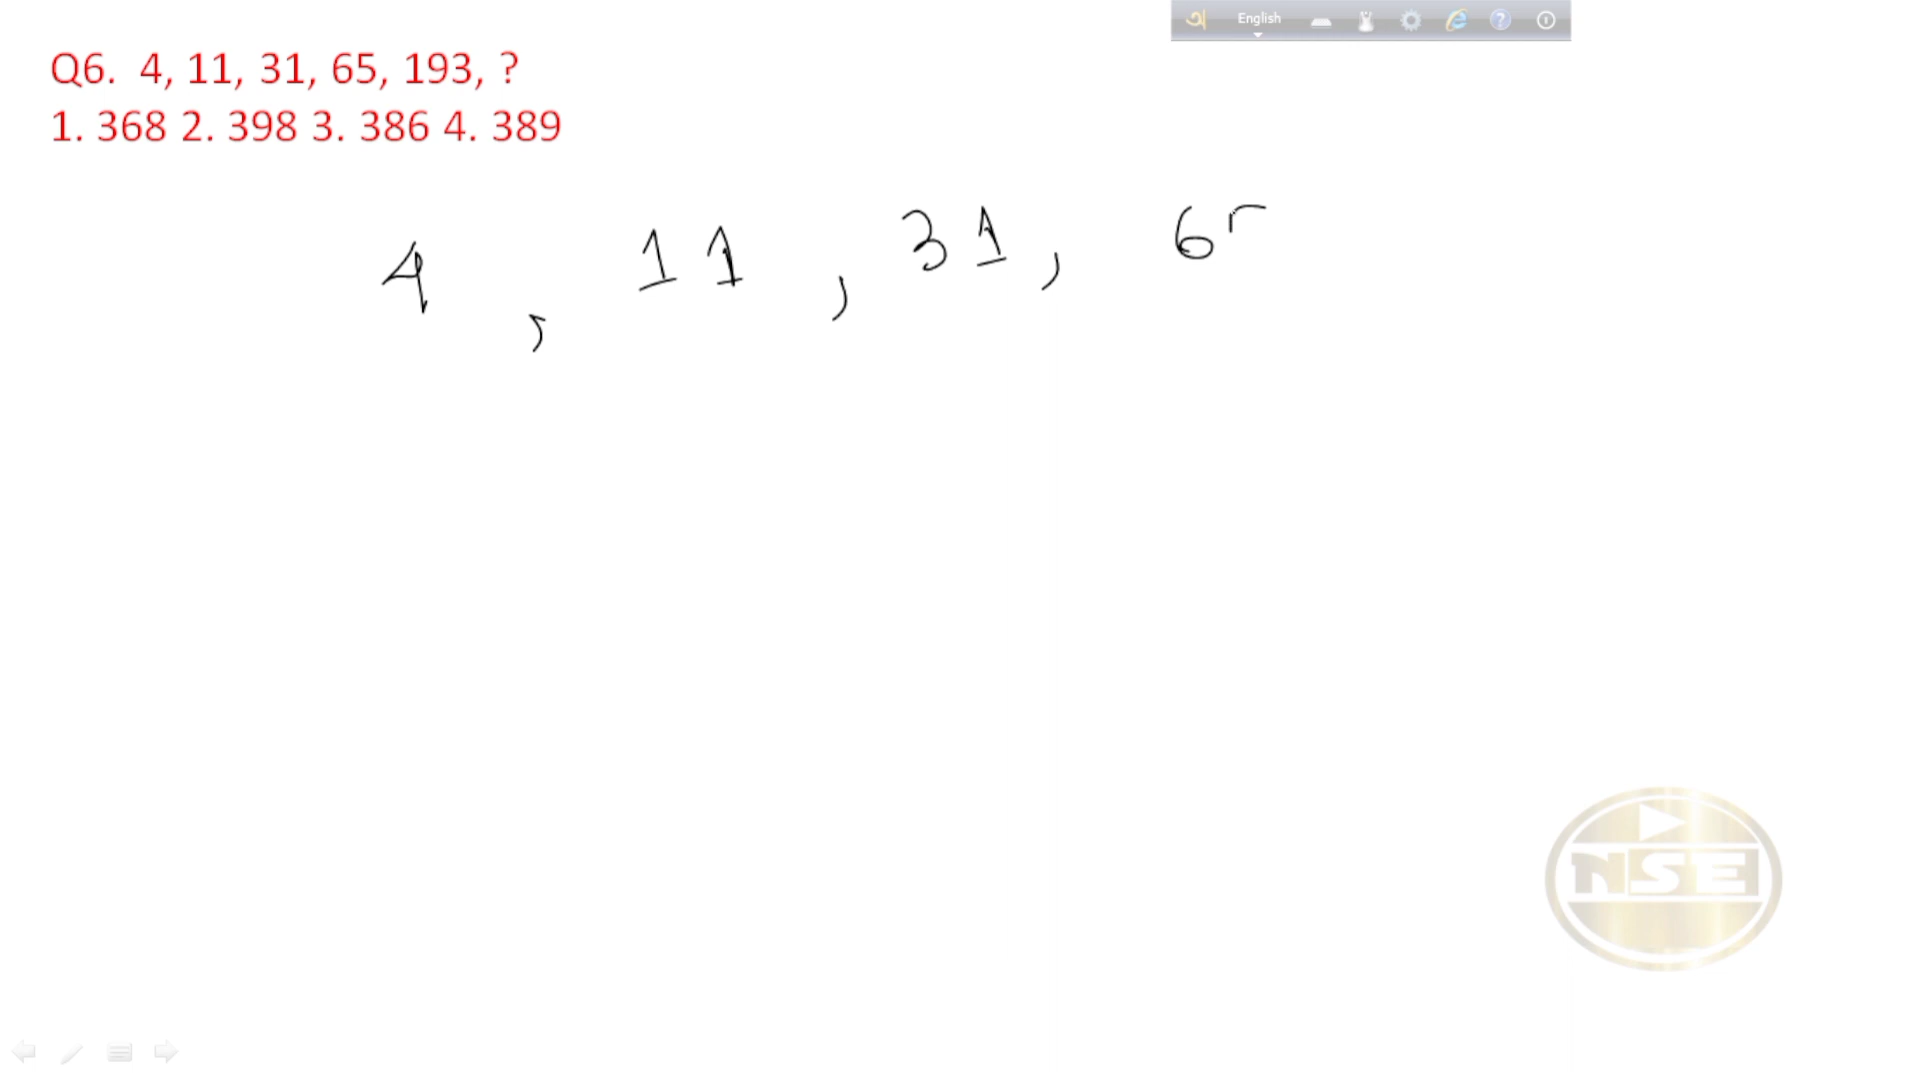 অ English
Q6. 4, 11, 31, 65, 193, ?
1. 368 2. 398 3. 386 4. 389
4, 11, 31, 6
NSE